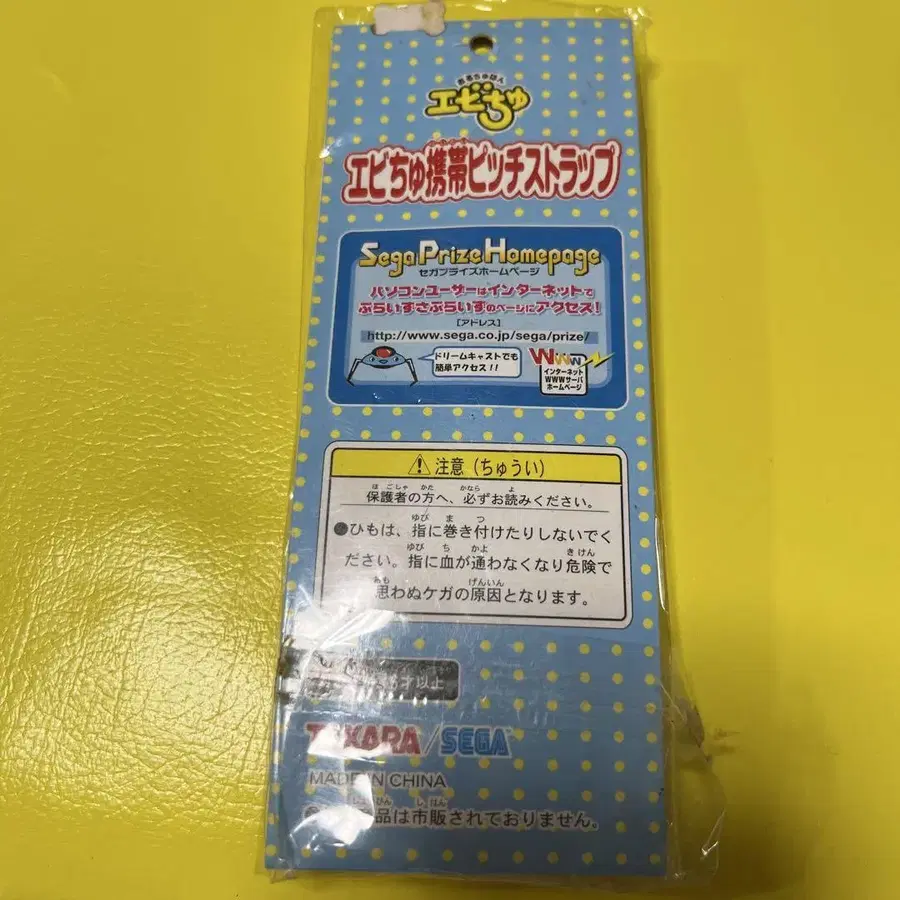 おるちゅばん
エビちゅ
エビちゅ携帯ピッチストラップ
Sega Prize Homepage
セガプライズホームページ
パソコンユーザーはインターネットで
ぷらいずさぷらいずのページにアクセス!
[アドレス]
http://www.sega.co.jp/sega/prize/
ドリームキャストでも
簡単アクセス!!
WWW
インターネット
WWWサーバ
ホームページ
注意(ちゅうい)
保護者の方へ、必ずお読みください。
●ひもは、指に巻き付けたりしないでく
ださい。指に血が通わなくなり危険で
思わぬケガの原因となります。
才以上
TAKARA/SEGA
MADE IN CHINA
品は市販されておりません。